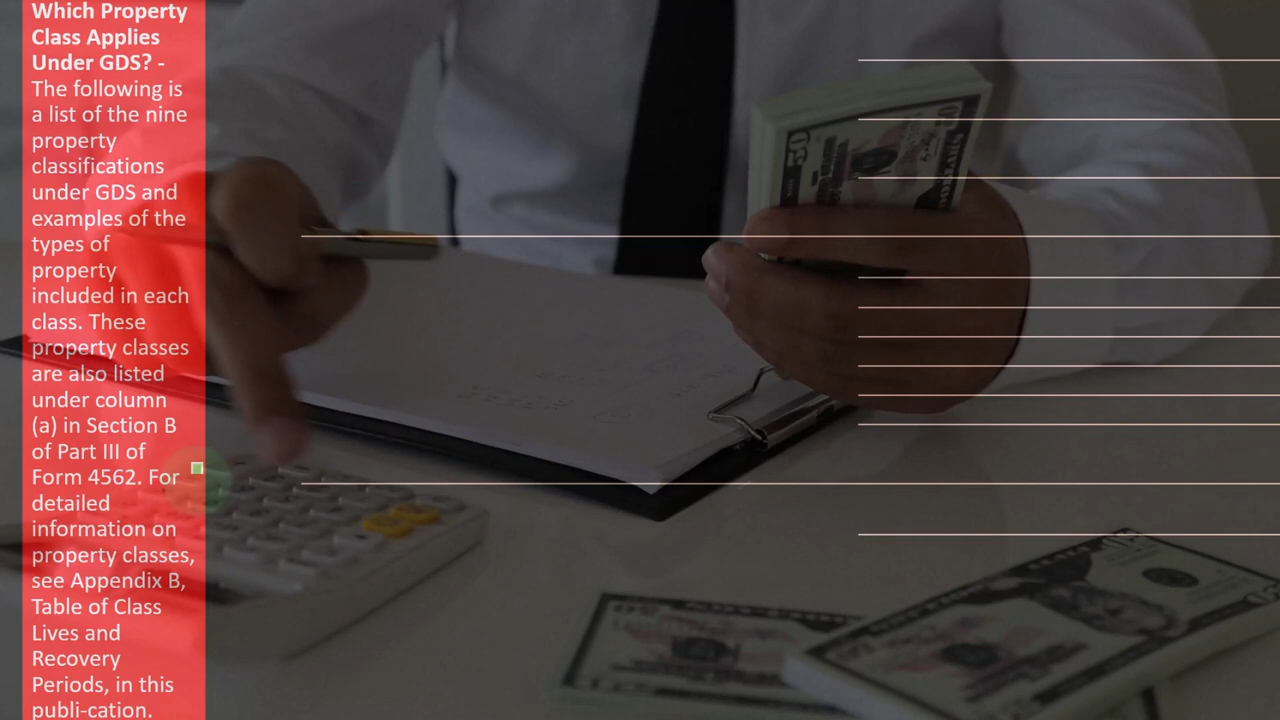 Which Property
Class Applies
Under GDS? -
The following is
a list of the nine
property
classifications
under GDS and
examples of the
types of
property
included in each
class. These
property classes
are also listed
under column
(a) in Section B
of Part III of
Form 4562. For
detailed
information on
property classes,
see Appendix B,
Table of Class
Lives and
Recovery
Periods, in this
publi-cation.